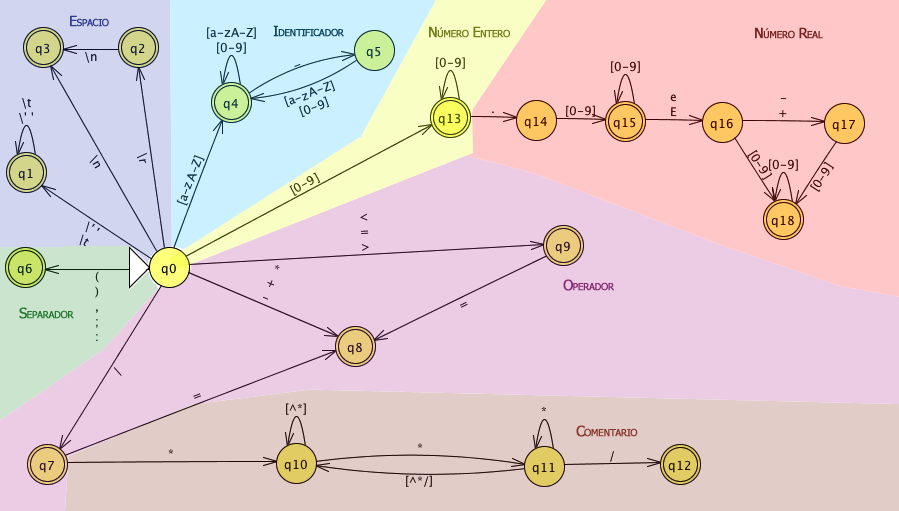 Espacio
q3
\n
q2
\t
\' '
q1
\n
\r
\' '
\t
[a-zA-Z]
[0-9]
Identificador
q4
_
q5
[a-zA-Z]
[0-9]
[a-zA-Z]
Número Entero
[0-9]
q13
[0-9]
.
Número Real
q14
[0-9]
[0-9]
q15
e
E
q16
-
+
q17
[0-9]
[0-9]
[0-9]
q18
q6
q0
Separador
(
)
,
;
:
<
=
>
q9
Operador
*
+
-
=
q8
/
=
q7
*
[^*]
q10
*
[^*/]
*
q11
/
Comentario
q12